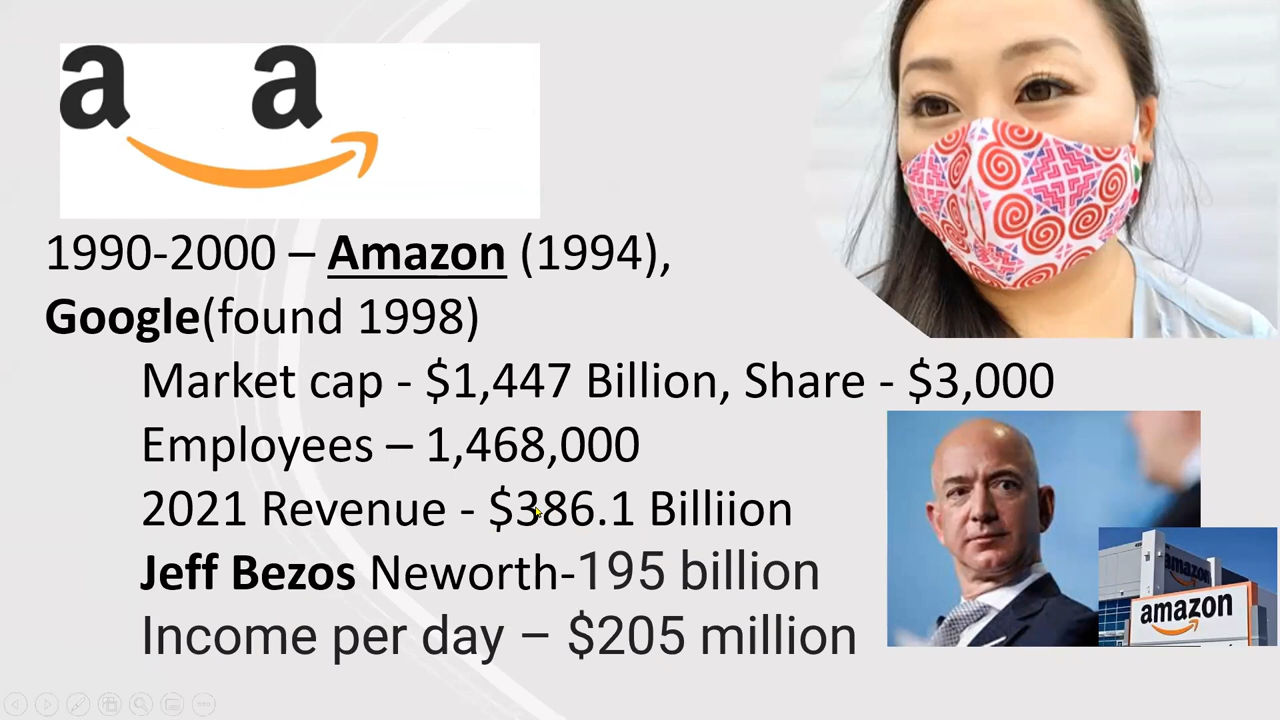 a a
1990-2000 – Amazon (1994),
Google(found 1998)
Market cap - $1,447 Billion, Share - $3,000
Employees – 1,468,000
2021 Revenue - $386.1 Billiion
Jeff Bezos Neworth-195 billion
Income per day – $205 million
amazon
amazon